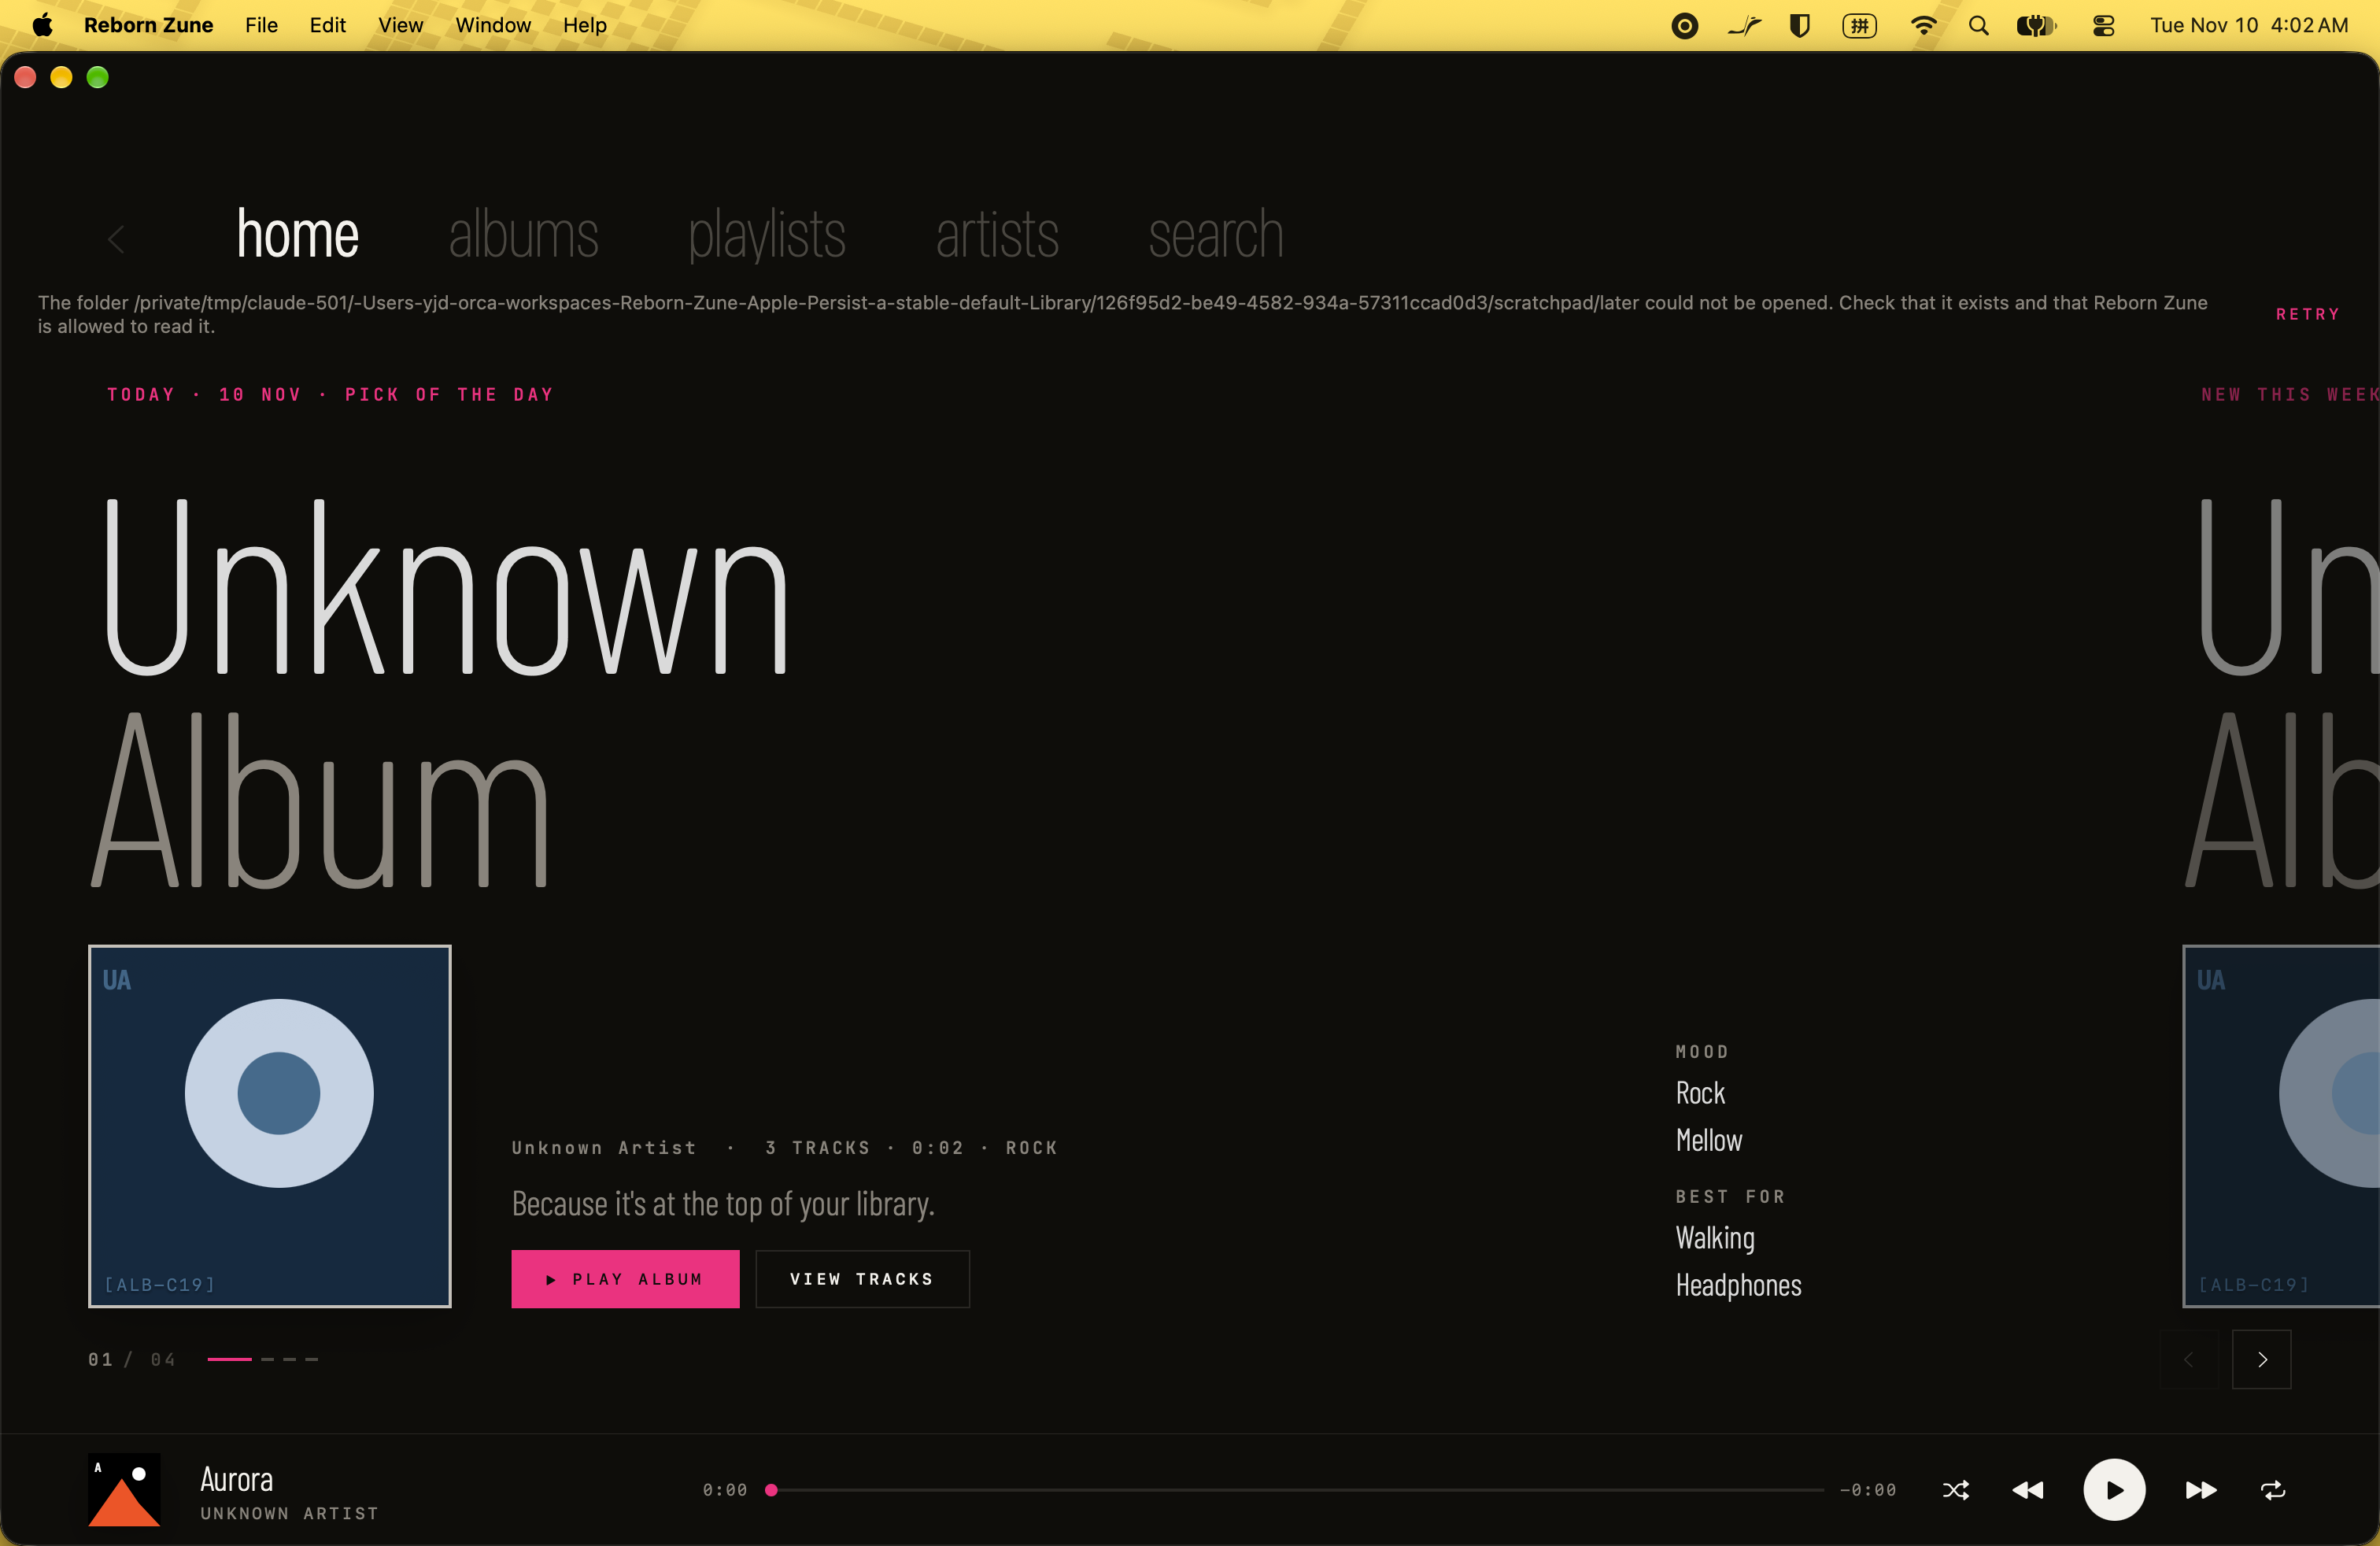 Reborn Zune File Edit View Window Help 拼 Tue Nov 10 4:02 AM
home albums playlists artists search
The folder /private/tmp/claude-501/-Users-yjd-orca-workspaces-Reborn-Zune-Apple-Persist-a-stable-default-Library/126f95d2-be49-4582-934a-57311ccad0d3/scratchpad/later could not be opened. Check that it exists and that Reborn Zune
is allowed to read it.
RETRY
TODAY · 10 NOV · PICK OF THE DAY
NEW THIS WEEK
Unknown
Album
Un
Alb
UA
[ALB–C19]
Unknown Artist · 3 TRACKS · 0:02 · ROCK
Because it's at the top of your library.
▶ PLAY ALBUM
VIEW TRACKS
MOOD
Rock
Mellow
BEST FOR
Walking
Headphones
UA
[ALB–C19]
01 / 04
A
Aurora
UNKNOWN ARTIST
0:00
–0:00